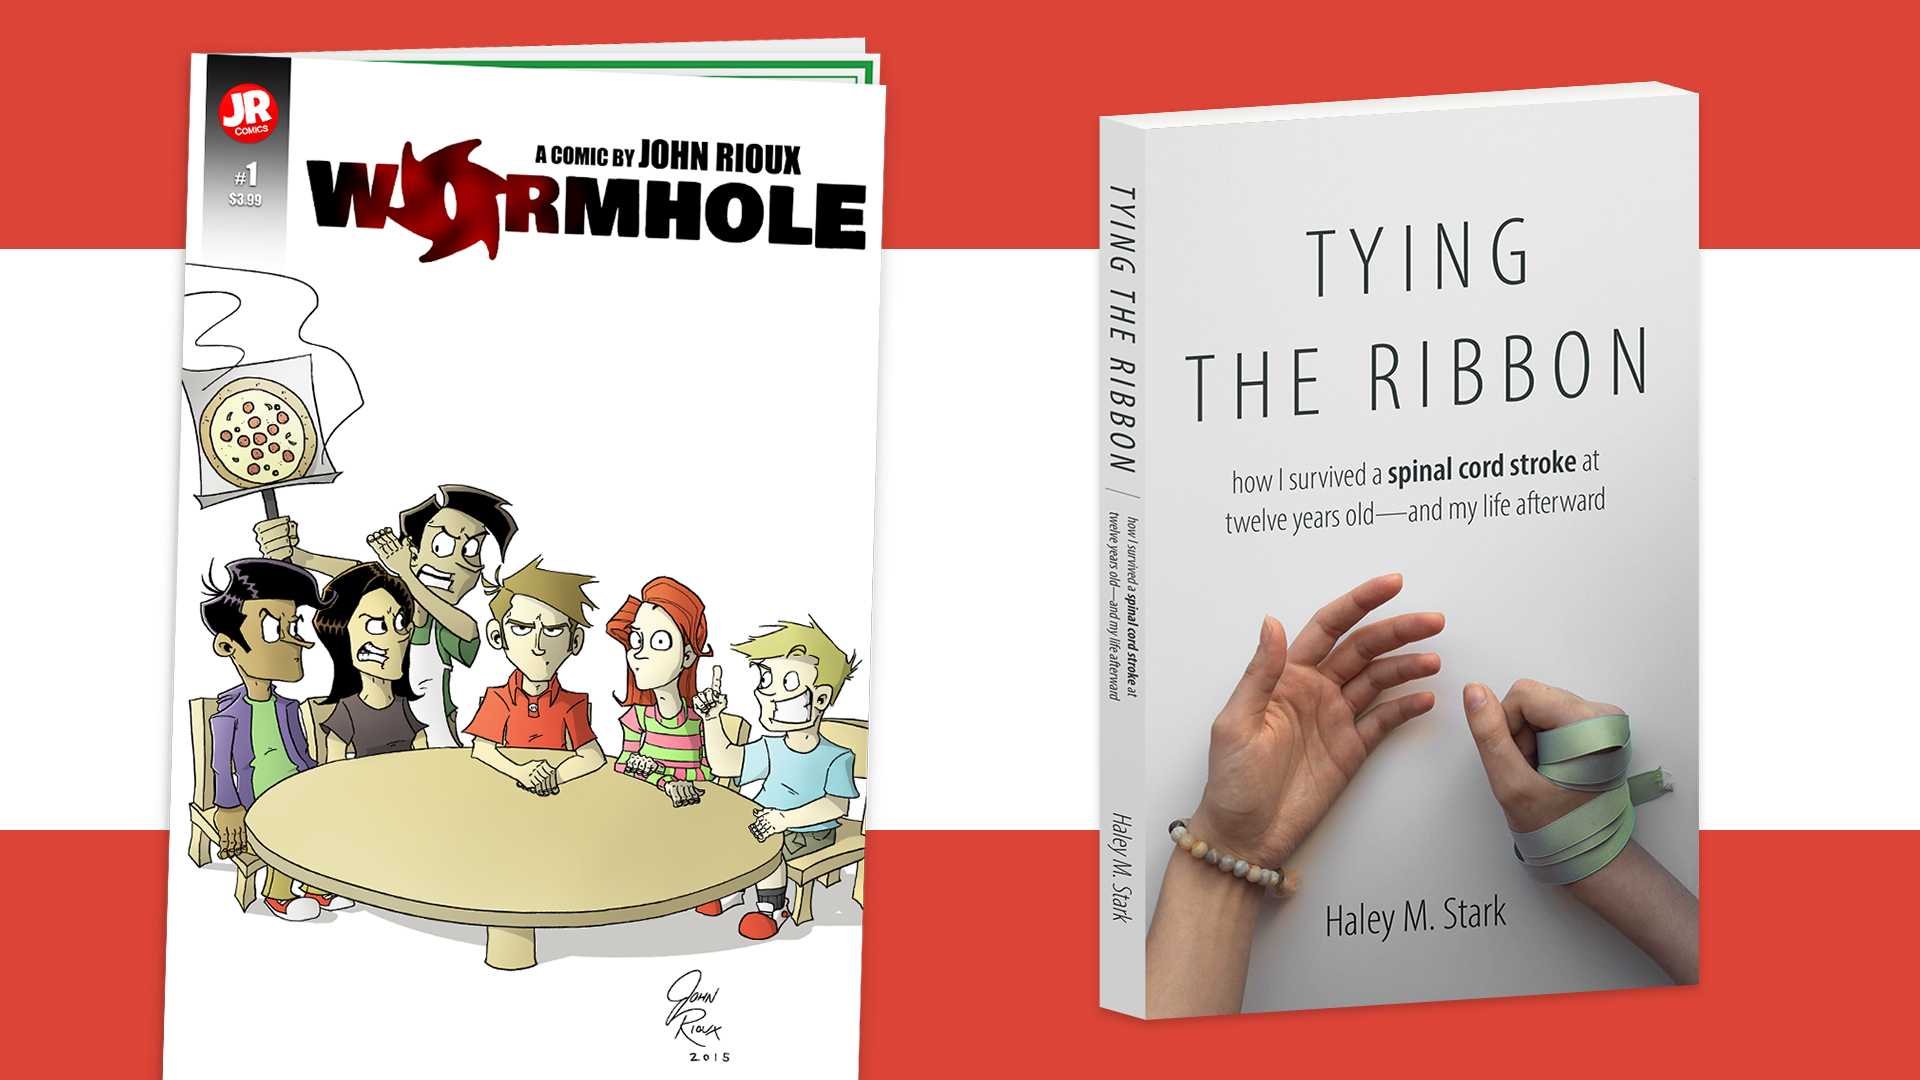 JR
COMICS
#1
$3.99
A COMIC BY JOHN RIOUX
WORMHOLE
JOHN
RIOUX
2015
TYING THE RIBBON
how I survived a spinal cord stroke at
twelve years old—and my life afterward
Haley M. Stark
TYING
THE RIBBON
how I survived a spinal cord stroke at
twelve years old—and my life afterward
Haley M. Stark